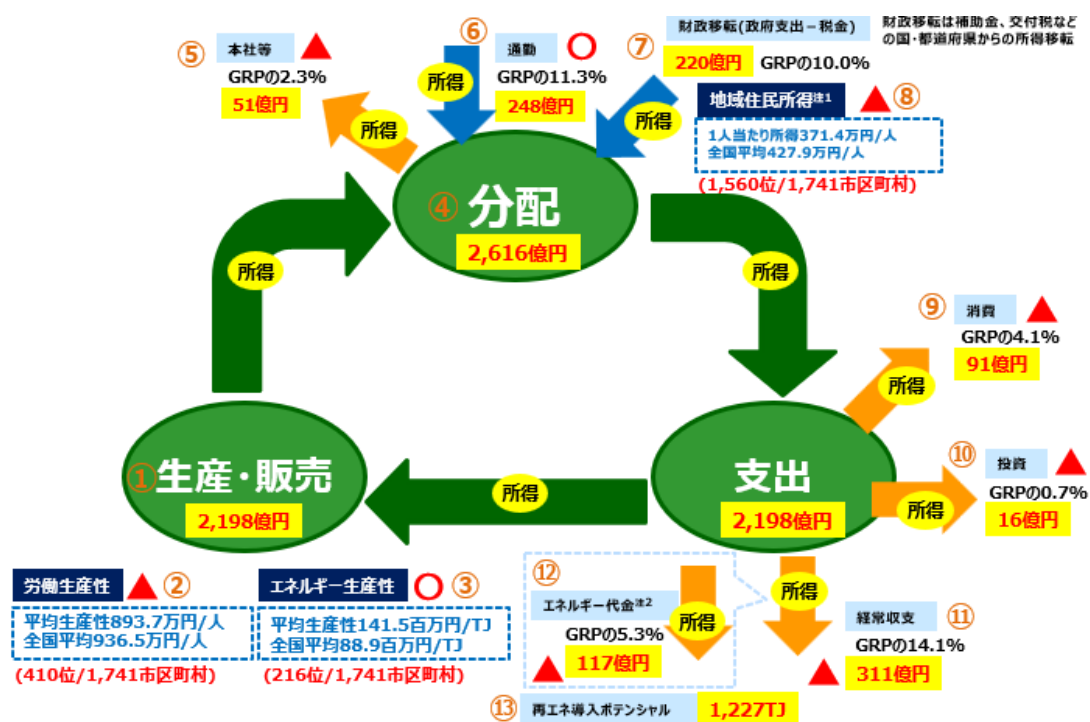 ⑤
本社等
▲
GRPの2.3%
51億円
⑥
通勤
○
GRPの11.3%
248億円
⑦
財政移転(政府支出－税金)
財政移転は補助金、交付税など
の国・都道府県からの所得移転
220億円 GRPの10.0%
地域住民所得注1
▲ ⑧
1人当たり所得371.4万円/人
全国平均427.9万円/人
(1,560位/1,741市区町村)
所得
所得
所得
④ 分配
2,616億円
所得
所得
⑨
消費
▲
GRPの4.1%
91億円
所得
① 生産・販売
2,198億円
所得
支出
2,198億円
⑩
投資
▲
GRPの0.7%
16億円
所得
労働生産性 ▲ ②
平均生産性893.7万円/人
全国平均936.5万円/人
(410位/1,741市区町村)
エネルギー生産性 ○ ③
平均生産性141.5百万円/TJ
全国平均88.9百万円/TJ
(216位/1,741市区町村)
⑫
エネルギー代金注2
GRPの5.3%
▲ 117億円
所得
所得
経常収支 ⑪
GRPの14.1%
▲ 311億円
⑬ 再エネ導入ポテンシャル 1,227TJ